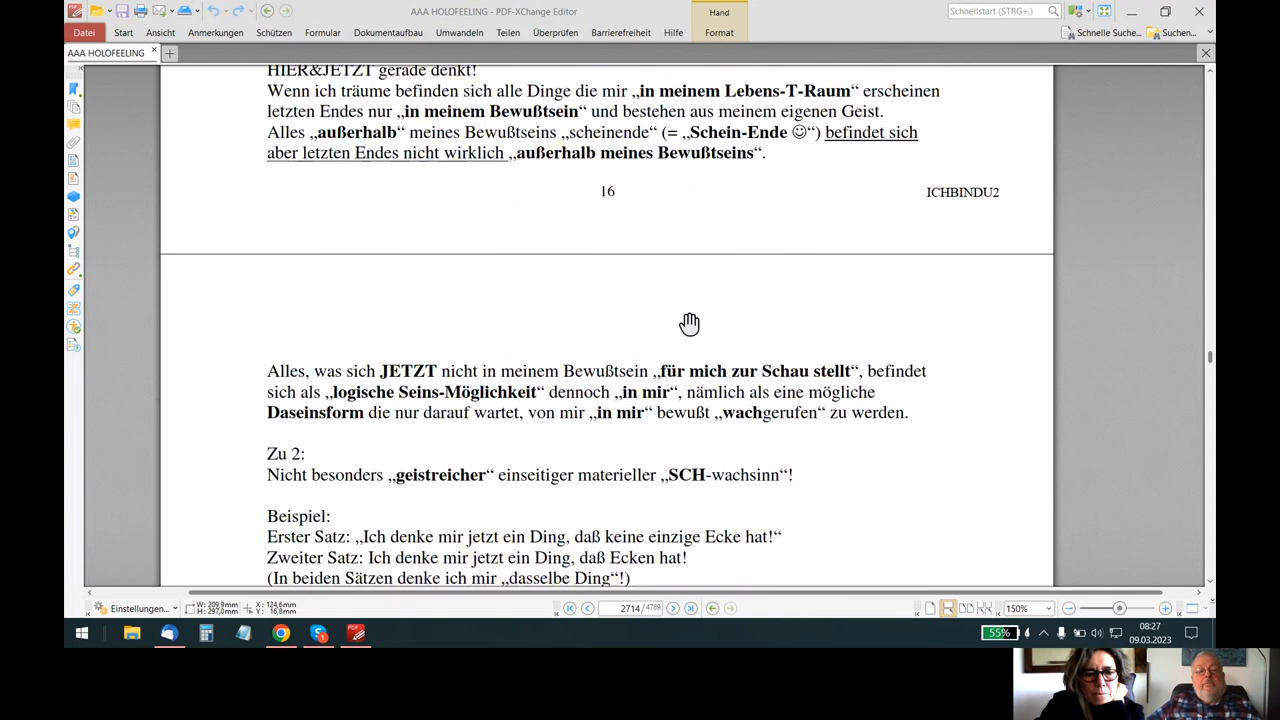 AAA HOLOFEELING - PDF-XChange Editor
Hand
Schnellstart (STRG+.)
Datei Start Ansicht Anmerkungen Schützen Formular Dokumentaufbau Umwandeln Teilen Überprüfen Barrierefreiheit Hilfe Format
Schnelle Suche... Suchen...
AAA HOLOFEELING
HIER&JETZT gerade denkt!
Wenn ich träume befinden sich alle Dinge die mir „in meinem Lebens-T-Raum“ erscheinen
letzten Endes nur „in meinem Bewußtsein“ und bestehen aus meinem eigenen Geist.
Alles „außerhalb“ meines Bewußtseins „scheinende“ (= „Schein-Ende ☺“) befindet sich
aber letzten Endes nicht wirklich „außerhalb meines Bewußtseins“.
16
ICHBINDU2
Alles, was sich JETZT nicht in meinem Bewußtsein „für mich zur Schau stellt“, befindet
sich als „logische Seins-Möglichkeit“ dennoch „in mir“, nämlich als eine mögliche
Daseinsform die nur darauf wartet, von mir „in mir“ bewußt „wachgerufen“ zu werden.
Zu 2:
Nicht besonders „geistreicher“ einseitiger materieller „SCH-wachsinn“!
Beispiel:
Erster Satz: „Ich denke mir jetzt ein Ding, daß keine einzige Ecke hat!“
Zweiter Satz: Ich denke mir jetzt ein Ding, daß Ecken hat!
(In beiden Sätzen denke ich mir „dasselbe Ding“!)
Einstellungen...
W: 209,9mm
H: 297,0mm
X: 124,6mm
Y: 16,8mm
2714 / 4789
150%
55%
08:27
09.03.2023